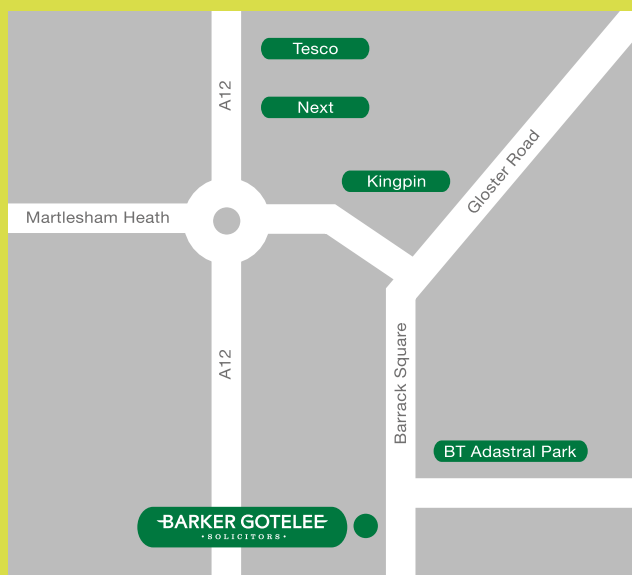 Tesco
A12
Next
Gloster Road
Kingpin
Martlesham Heath
A12
Barrack Square
BT Adastral Park
BARKER GOTELEE
• SOLICITORS •